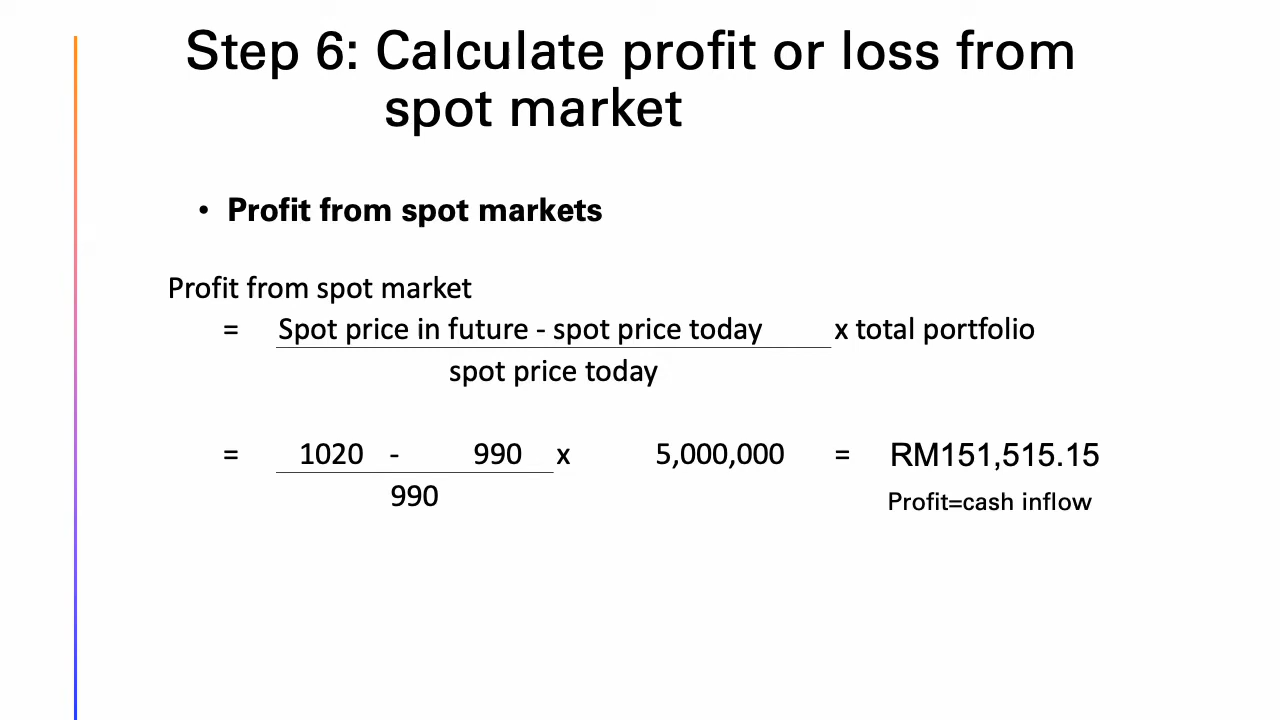 Step 6: Calculate profit or loss from
spot market
• Profit from spot markets
Profit from spot market
= Spot price in future - spot price today x total portfolio
spot price today
= 1020 - 990 x 5,000,000 = RM151,515.15
990
Profit=cash inflow